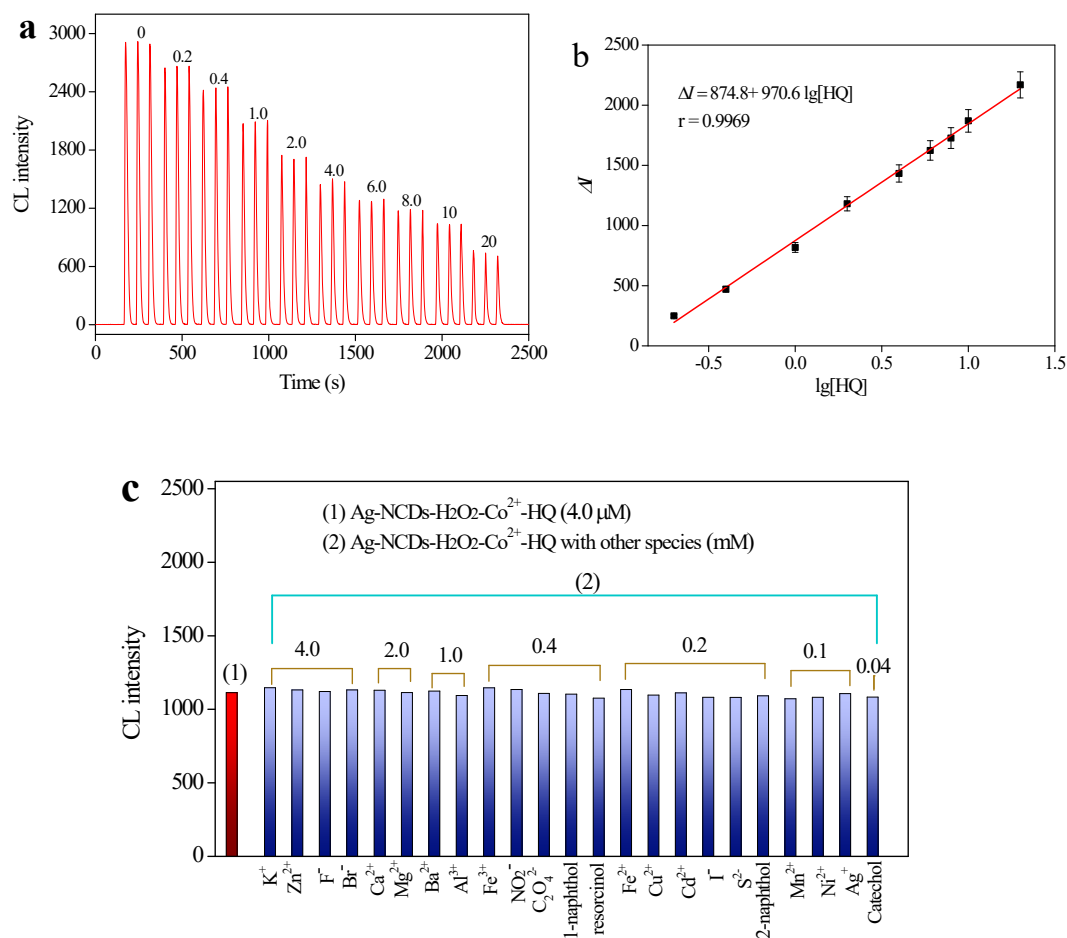 a
3000
2400
1800
1200
600
0
CL intensity
0
0.2
0.4
1.0
2.0
4.0
6.0
8.0
10
20
0 500 1000 1500 2000 2500
Time (s)
b
2500
2000
1500
1000
500
0
ΔI
ΔI = 874.8+ 970.6 lg[HQ]
r = 0.9969
-0.5 0.0 0.5 1.0 1.5
lg[HQ]
c
2500
2000
1500
1000
500
0
CL intensity
(1) Ag-NCDs-H2O2-Co²⁺-HQ (4.0 μM)
(2) Ag-NCDs-H2O2-Co²⁺-HQ with other species (mM)
(2)
(1)
4.0
2.0
1.0
0.4
0.2
0.1
0.04
K⁺
Zn²⁺
F⁻
Br⁻
Ca²⁺
Mg²⁺
Ba²⁺
Al³⁺
Fe³⁺
NO2⁻
C₂O₄²⁻
1-naphthol
resorcinol
Fe²⁺
Cu²⁺
Cd²⁺
I⁻
S²⁻
2-naphthol
Mn²⁺
Ni²⁺
Ag⁺
Catechol